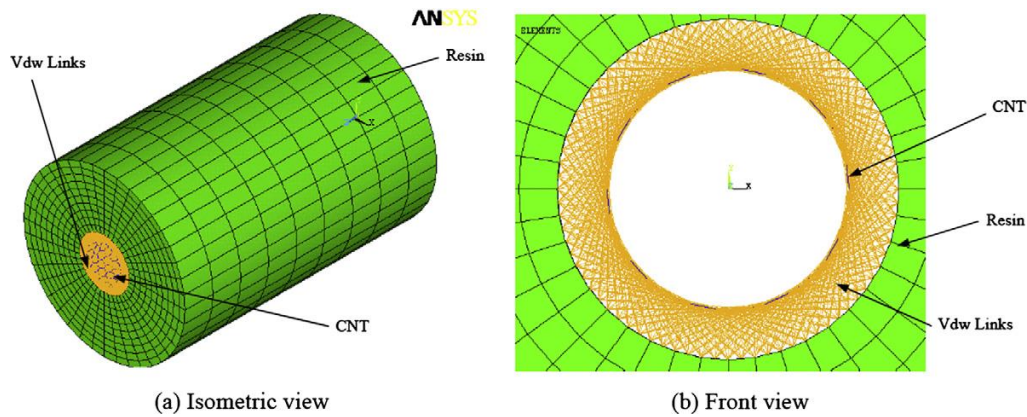 ANSYS
Vdw Links
Resin
X
CNT
(a) Isometric view
ELEMENTS
CNT
X
Resin
Vdw Links
(b) Front view